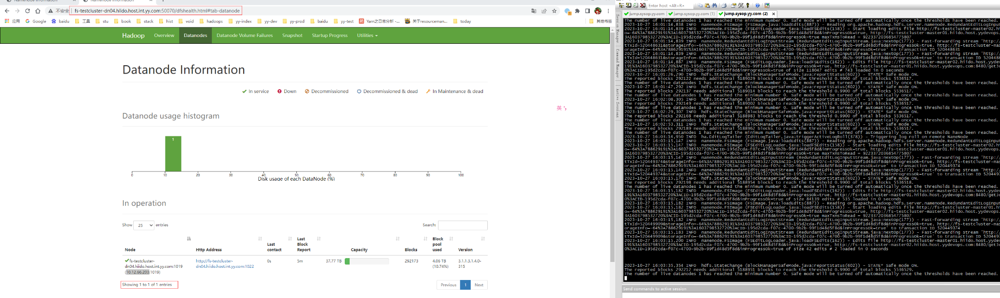 Namenode information
Namenode information
不安全
fs-testcluster-dn04.hiido.host.int.yy.com:50070/dfshealth.html#tab-datanode
应用 Google baidu 工具 stu book stack hist void hadoops yy-index yy-dev yy-prod baidu yy-test Yarn之日志分析 -... 关于resourceman... today 其他书签
Hadoop Overview Datanodes Datanode Volume Failures Snapshot Startup Progress Utilities
Datanode Information
In service Down Decommissioned Decommissioned & dead In Maintenance & dead
英
Datanode usage histogram
1
0 10 20 30 40 50 60 70 80 90 100
Disk usage of each DataNode (%)
In operation
Show 25 entries Search:
Node Http Address Last contact Last Block Report Capacity Blocks Block pool used Version
fs-testcluster-dn04.hiido.host.int.yy.com:1019 (10.12.66.203:1019) http://fs-testcluster-dn04.hiido.host.int.yy.com:1022 0s 5m 37.77 TB 292173 4.06 TB (10.74%) 3.1.1.3.1.4.0-315
Showing 1 to 1 of 1 entries
Previous 1 Next
Enter host <Alt+R>
jump.sysop.yy.com jump.sysop.yy.com (1) jump.sysop.yy.com (2)
Session Manager
Command Manager
Active Sessions
The number of live datanodes 1 has reached the minimum number 0. Safe mode will be turned off automatically once the thresholds have been reached.
2023-10-27 16:01:14,838 INFO namenode.FSImage (FSImage.java:loadEdits(887)) - Reading org.apache.hadoop.hdfs.server.namenode.RedundantEditLogInput
2023-10-27 16:01:14,839 INFO namenode.FSImage (FSEditLogLoader.java:loadFSEdits(158)) - Start loading edits file http://fs-testcluster-master01.hi
o=-64%3A788629191%3A1603798532720%3ACID-195d2cda-f07c-4700-9b2b-99f1d48d5f8d&inProgressOk=true, http://fs-testcluster-master02.hiido.host.yydevops.
3A1603798532720%3ACID-195d2cda-f07c-4700-9b2b-99f1d48d5f8d&inProgressOk=true maxTxnsToRead = 9223372036854775807
2023-10-27 16:01:14,839 INFO namenode.RedundantEditLogInputStream (RedundantEditLogInputStream.java:nextOp(177)) - Fast-forwarding stream 'http:/
tTxId=520448631&storageInfo=-64%3A788629191%3A1603798532720%3ACID-195d2cda-f07c-4700-9b2b-99f1d48d5f8d&inProgressOk=true, http://fs-testcluster-mas
orageInfo=-64%3A788629191%3A1603798532720%3ACID-195d2cda-f07c-4700-9b2b-99f1d48d5f8d&inProgressOk=true' to transaction ID 520448631
2023-10-27 16:01:14,839 INFO namenode.RedundantEditLogInputStream (RedundantEditLogInputStream.java:nextOp(177)) - Fast-forwarding stream 'http:/
tTxId=520448631&storageInfo=-64%3A788629191%3A1603798532720%3ACID-195d2cda-f07c-4700-9b2b-99f1d48d5f8d&inProgressOk=true' to transaction ID 5204486
2023-10-27 16:01:14,887 INFO namenode.FSImage (FSEditLogLoader.java:loadFSEdits(162)) - Edits file http://fs-testcluster-master02.hiido.host.yydev
191%3A1603798532720%3ACID-195d2cda-f07c-4700-9b2b-99f1d48d5f8d&inProgressOk=true, http://fs-testcluster-master01.hiido.host.yydevops.com:8480/getJo
0%3ACID-195d2cda-f07c-4700-9b2b-99f1d48d5f8d&inProgressOk=true of size 118047 edits # 743 loaded in 0 seconds
2023-10-27 16:01:26,290 INFO hdfs.StateChange (BlockManagerSafeMode.java:reportStatus(602)) - STATE* Safe mode ON.
The reported blocks 292122 needs additional 5189029 blocks to reach the threshold 0.9900 of total blocks 5536517.
The number of live datanodes 1 has reached the minimum number 0. Safe mode will be turned off automatically once the thresholds have been reached.
2023-10-27 16:01:47,292 INFO hdfs.StateChange (BlockManagerSafeMode.java:reportStatus(602)) - STATE* Safe mode ON.
The reported blocks 292137 needs additional 5189014 blocks to reach the threshold 0.9900 of total blocks 5536517.
The number of live datanodes 1 has reached the minimum number 0. Safe mode will be turned off automatically once the thresholds have been reached.
2023-10-27 16:02:08,305 INFO hdfs.StateChange (BlockManagerSafeMode.java:reportStatus(602)) - STATE* Safe mode ON.
The reported blocks 292149 needs additional 5189002 blocks to reach the threshold 0.9900 of total blocks 5536517.
The number of live datanodes 1 has reached the minimum number 0. Safe mode will be turned off automatically once the thresholds have been reached.
2023-10-27 16:02:29,307 INFO hdfs.StateChange (BlockManagerSafeMode.java:reportStatus(602)) - STATE* Safe mode ON.
The reported blocks 292168 needs additional 5188983 blocks to reach the threshold 0.9900 of total blocks 5536517.
The number of live datanodes 1 has reached the minimum number 0. Safe mode will be turned off automatically once the thresholds have been reached.
2023-10-27 16:02:53,311 INFO hdfs.StateChange (BlockManagerSafeMode.java:reportStatus(602)) - STATE* Safe mode ON.
The reported blocks 292189 needs additional 5188962 blocks to reach the threshold 0.9900 of total blocks 5536517.
The number of live datanodes 1 has reached the minimum number 0. Safe mode will be turned off automatically once the thresholds have been reached.
2023-10-27 16:03:14,950 INFO ha.EditLogTailer (EditLogTailer.java:triggerActiveLogRoll(378)) - Triggering log roll on remote NameNode
2023-10-27 16:03:15,147 INFO namenode.FSImage (FSImage.java:loadEdits(887)) - Reading org.apache.hadoop.hdfs.server.namenode.RedundantEditLogInput
2023-10-27 16:03:15,147 INFO namenode.FSImage (FSEditLogLoader.java:loadFSEdits(158)) - Start loading edits file http://fs-testcluster-master02.hi
o=-64%3A788629191%3A1603798532720%3ACID-195d2cda-f07c-4700-9b2b-99f1d48d5f8d&inProgressOk=true, http://fs-testcluster-master01.hiido.host.yydevops.
3A1603798532720%3ACID-195d2cda-f07c-4700-9b2b-99f1d48d5f8d&inProgressOk=true maxTxnsToRead = 9223372036854775807
2023-10-27 16:03:15,147 INFO namenode.RedundantEditLogInputStream (RedundantEditLogInputStream.java:nextOp(177)) - Fast-forwarding stream 'http:/
tTxId=520449374&storageInfo=-64%3A788629191%3A1603798532720%3ACID-195d2cda-f07c-4700-9b2b-99f1d48d5f8d&inProgressOk=true, http://fs-testcluster-mas
orageInfo=-64%3A788629191%3A1603798532720%3ACID-195d2cda-f07c-4700-9b2b-99f1d48d5f8d&inProgressOk=true' to transaction ID 520449374
2023-10-27 16:03:15,148 INFO namenode.RedundantEditLogInputStream (RedundantEditLogInputStream.java:nextOp(177)) - Fast-forwarding stream 'http:/
tTxId=520449374&storageInfo=-64%3A788629191%3A1603798532720%3ACID-195d2cda-f07c-4700-9b2b-99f1d48d5f8d&inProgressOk=true' to transaction ID 5204493
2023-10-27 16:03:15,170 INFO hdfs.StateChange (BlockManagerSafeMode.java:reportStatus(602)) - STATE* Safe mode ON.
The reported blocks 292198 needs additional 5188954 blocks to reach the threshold 0.9900 of total blocks 5536518.
The number of live datanodes 1 has reached the minimum number 0. Safe mode will be turned off automatically once the thresholds have been reached.
2023-10-27 16:03:15,182 INFO namenode.FSImage (FSEditLogLoader.java:loadFSEdits(162)) - Edits file http://fs-testcluster-master02.hiido.host.yydev
191%3A1603798532720%3ACID-195d2cda-f07c-4700-9b2b-99f1d48d5f8d&inProgressOk=true, http://fs-testcluster-master01.hiido.host.yydevops.com:8480/getJo
0%3ACID-195d2cda-f07c-4700-9b2b-99f1d48d5f8d&inProgressOk=true of size 84139 edits # 535 loaded in 0 seconds
2023-10-27 16:03:15,182 INFO namenode.FSImage (FSImage.java:loadEdits(887)) - Reading org.apache.hadoop.hdfs.server.namenode.RedundantEditLogInput
2023-10-27 16:03:15,182 INFO namenode.FSImage (FSEditLogLoader.java:loadFSEdits(158)) - Start loading edits file http://fs-testcluster-master01.hi
o=-64%3A788629191%3A1603798532720%3ACID-195d2cda-f07c-4700-9b2b-99f1d48d5f8d&inProgressOk=true, http://fs-testcluster-master02.hiido.host.yydevops.
3A1603798532720%3ACID-195d2cda-f07c-4700-9b2b-99f1d48d5f8d&inProgressOk=true maxTxnsToRead = 9223372036854775807
2023-10-27 16:03:15,182 INFO namenode.RedundantEditLogInputStream (RedundantEditLogInputStream.java:nextOp(177)) - Fast-forwarding stream 'http:/
tTxId=520449909&storageInfo=-64%3A788629191%3A1603798532720%3ACID-195d2cda-f07c-4700-9b2b-99f1d48d5f8d&inProgressOk=true, http://fs-testcluster-mas
orageInfo=-64%3A788629191%3A1603798532720%3ACID-195d2cda-f07c-4700-9b2b-99f1d48d5f8d&inProgressOk=true' to transaction ID 520449374
2023-10-27 16:03:15,183 INFO namenode.RedundantEditLogInputStream (RedundantEditLogInputStream.java:nextOp(177)) - Fast-forwarding stream 'http:/
tTxId=520449909&storageInfo=-64%3A788629191%3A1603798532720%3ACID-195d2cda-f07c-4700-9b2b-99f1d48d5f8d&inProgressOk=true' to transaction ID 5204493
2023-10-27 16:03:15,200 INFO namenode.FSImage (FSEditLogLoader.java:loadFSEdits(162)) - Edits file http://fs-testcluster-master01.hiido.host.yydev
191%3A1603798532720%3ACID-195d2cda-f07c-4700-9b2b-99f1d48d5f8d&inProgressOk=true, http://fs-testcluster-master02.hiido.host.yydevops.com:8480/getJo
0%3ACID-195d2cda-f07c-4700-9b2b-99f1d48d5f8d&inProgressOk=true of size 42 edits # 2 loaded in 0 seconds
2023-10-27 16:03:35,354 INFO hdfs.StateChange (BlockManagerSafeMode.java:reportStatus(602)) - STATE* Safe mode ON.
The reported blocks 292212 needs additional 5188951 blocks to reach the threshold 0.9900 of total blocks 5536529.
The number of live datanodes 1 has reached the minimum number 0. Safe mode will be turned off automatically once the thresholds have been reached.
Send commands to active session